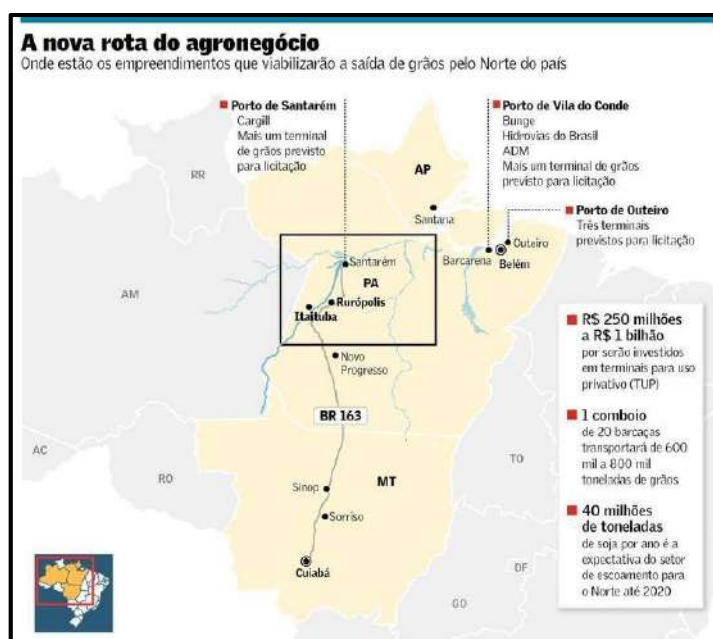 A nova rota do agronegócio
Onde estão os empreendimentos que viabilizarão a saída de grãos pelo Norte do país
Porto de Santarém
Cargill
Mais um terminal
de grãos previsto
para licitação
Porto de Vila do Conde
Bunge
Hidrovias do Brasil
ADM
Mais um terminal de grãos
previsto para licitação
Porto de Outeiro
Três terminais
previstos para licitação
RR
AP
Santana
Outeiro
Barcarena
Belém
Santarém
PA
AM
Rurópolis
Itaituba
Novo
Progresso
BR 163
AC
RO
MT
TO
Sinop
Sorriso
Cuiabá
DF
GO
R$ 250 milhões
a R$ 1 bilhão
por serão investidos
em terminais para uso
privativo (TUP)
1 comboio
de 20 barcaças
transportará de 600
mil a 800 mil
toneladas de grãos
40 milhões
de toneladas
de soja por ano é a
expectativa do setor
de escoamento para
o Norte até 2020